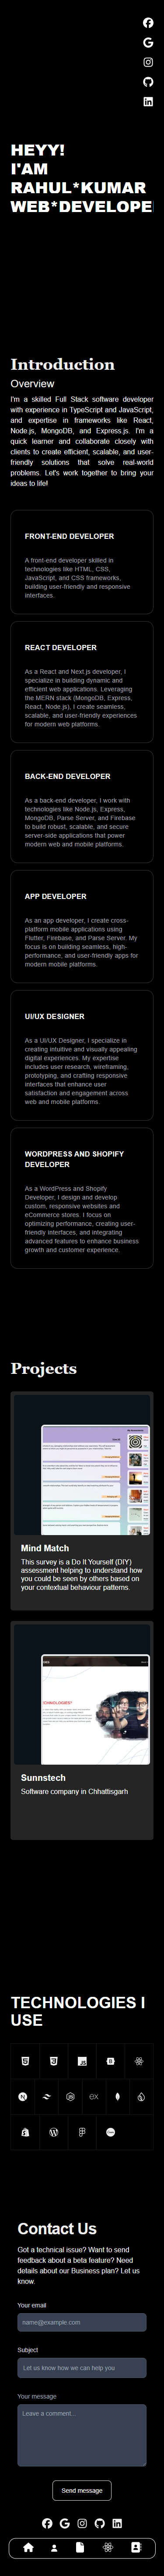 HEYY!
I'AM
RAHUL*KUMAR
WEB*DEVELOPE
Introduction
Overview
I'm a skilled Full Stack software developer
with experience in TypeScript and JavaScript,
and expertise in frameworks like React,
Node.js, MongoDB, and Express.js. I'm a
quick learner and collaborate closely with
clients to create efficient, scalable, and user-
friendly solutions that solve real-world
problems. Let's work together to bring your
ideas to life!
FRONT-END DEVELOPER
A front-end developer skilled in
technologies like HTML, CSS,
JavaScript, and CSS frameworks,
building user-friendly and responsive
interfaces.
REACT DEVELOPER
As a React and Next.js developer, I
specialize in building dynamic and
efficient web applications. Leveraging
the MERN stack (MongoDB, Express,
React, Node.js), I create seamless,
scalable, and user-friendly experiences
for modern web platforms.
BACK-END DEVELOPER
As a back-end developer, I work with
technologies like Node.js, Express,
MongoDB, Parse Server, and Firebase
to build robust, scalable, and secure
server-side applications that power
modern web and mobile platforms.
APP DEVELOPER
As an app developer, I create cross-
platform mobile applications using
Flutter, Firebase, and Parse Server. My
focus is on building seamless, high-
performance, and user-friendly apps for
modern mobile platforms.
UI/UX DESIGNER
As a UI/UX Designer, I specialize in
creating intuitive and visually appealing
digital experiences. My expertise
includes user research, wireframing,
prototyping, and crafting responsive
interfaces that enhance user
satisfaction and engagement across
web and mobile platforms.
WORDPRESS AND SHOPIFY
DEVELOPER
As a WordPress and Shopify
Developer, I design and develop
custom, responsive websites and
eCommerce stores. I focus on
optimizing performance, creating user-
friendly interfaces, and integrating
advanced features to enhance business
growth and customer experience.
Projects
Mind Match
This survey is a Do It Yourself (DIY)
assessment helping to understand how
you could be seen by others based on
your contextual behaviour patterns.
TECHNOLOGIES?
Sunnstech
Software company in Chhattisgarh
TECHNOLOGIES I
USE
Contact Us
Got a technical issue? Want to send
feedback about a beta feature? Need
details about our Business plan? Let us
know.
Your email
name@example.com
Subject
Let us know how we can help you
Your message
Leave a comment...
Send message